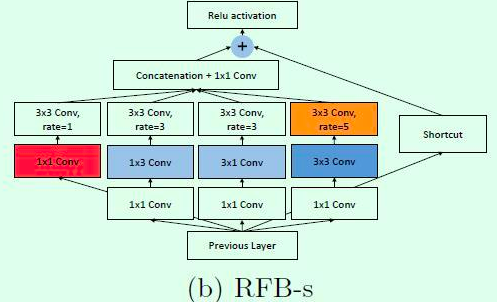 Relu activation
+
Concatenation + 1x1 Conv
3x3 Conv,
rate=1
3x3 Conv,
rate=3
3x3 Conv,
rate=3
3x3 Conv,
rate=5
Shortcut
1x1 Conv
1x3 Conv
3x1 Conv
3x3 Conv
1x1 Conv
1x1 Conv
1x1 Conv
Previous Layer
(b) RFB-s